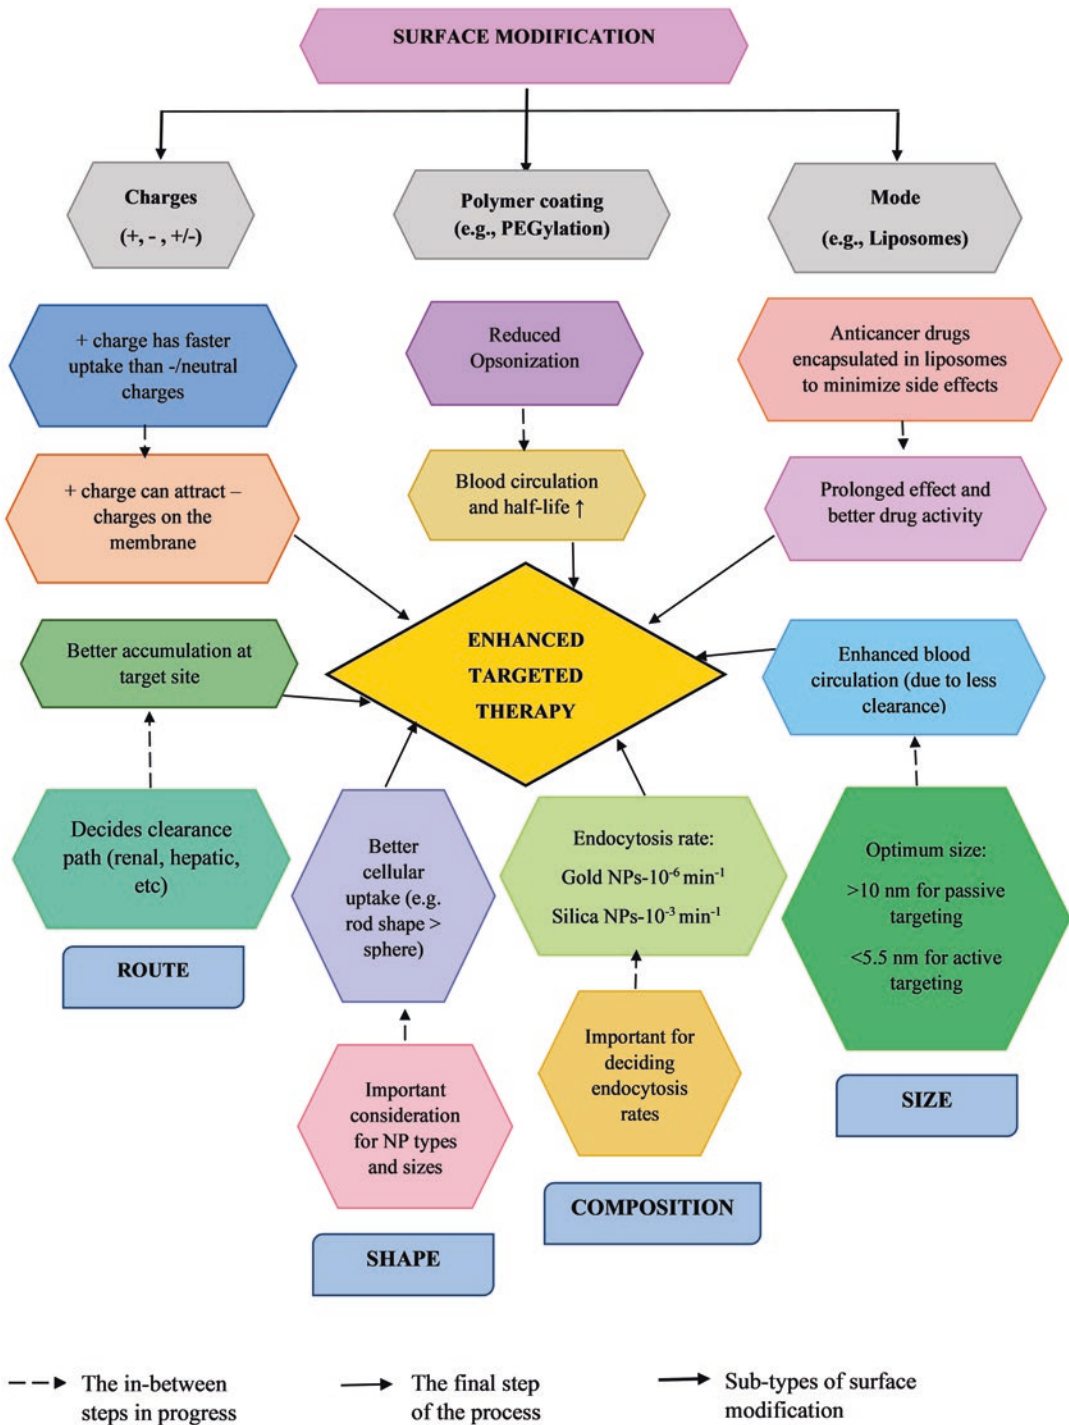 SURFACE MODIFICATION
Charges
(+, - , +/-)
Polymer coating
(e.g., PEGylation)
Mode
(e.g., Liposomes)
+ charge has faster
uptake than -/neutral
charges
Reduced
Opsonization
Anticancer drugs
encapsulated in liposomes
to minimize side effects
+ charge can attract –
charges on the
membrane
Blood circulation
and half-life ↑
Prolonged effect and
better drug activity
ENHANCED
TARGETED
THERAPY
Better accumulation at
target site
Enhanced blood
circulation (due to less
clearance)
Decides clearance
path (renal, hepatic,
etc)
ROUTE
Better
cellular
uptake (e.g.
rod shape >
sphere)
Important
consideration
for NP types
and sizes
SHAPE
Endocytosis rate:
Gold NPs-10⁻⁶ min⁻¹
Silica NPs-10⁻³ min⁻¹
Important for
deciding
endocytosis
rates
COMPOSITION
Optimum size:
>10 nm for passive
targeting
<5.5 nm for active
targeting
SIZE
The in-between
steps in progress
The final step
of the process
Sub-types of surface
modification